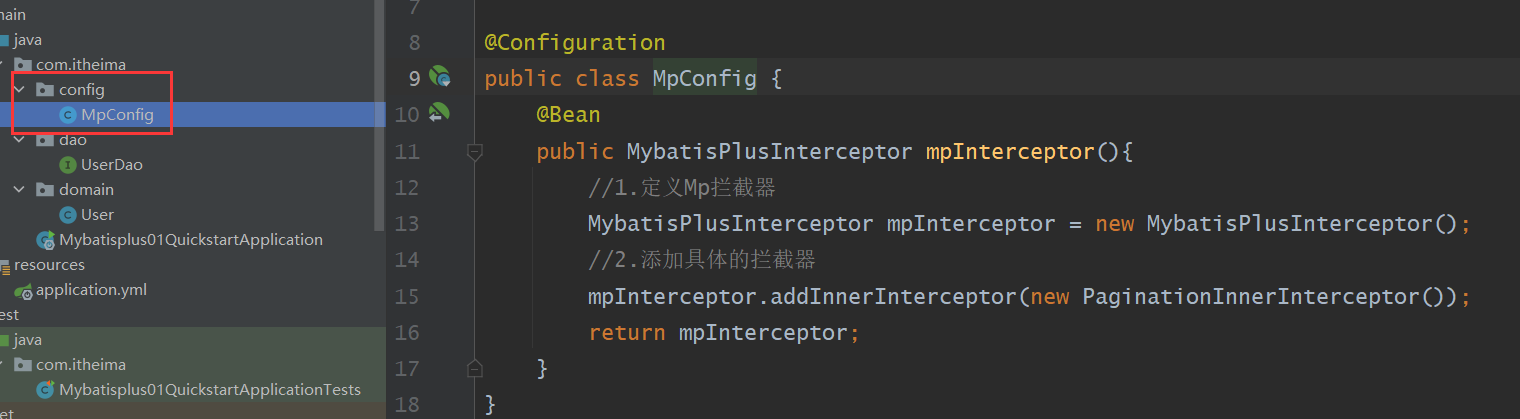 main
java
com.itheima
config
MpConfig
dao
UserDao
domain
User
Mybatisplus01QuickstartApplication
resources
application.yml
est
java
com.itheima
Mybatisplus01QuickstartApplicationTests
et
7
8 @Configuration
9 public class MpConfig {
10 @Bean
11 public MybatisPlusInterceptor mpInterceptor(){
12 //1.定义Mp拦截器
13 MybatisPlusInterceptor mpInterceptor = new MybatisPlusInterceptor();
14 //2.添加具体的拦截器
15 mpInterceptor.addInnerInterceptor(new PaginationInnerInterceptor());
16 return mpInterceptor;
17 }
18 }